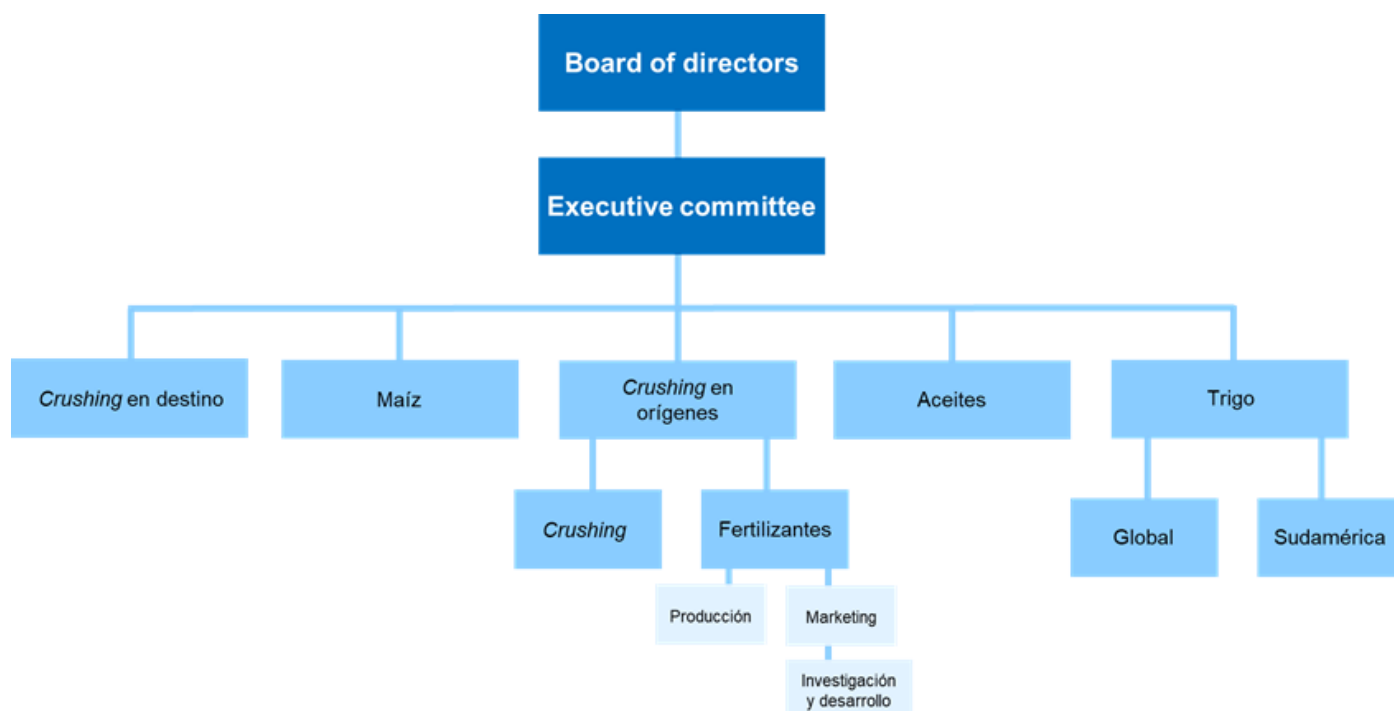 Board of directors
Executive committee
Crushing en destino
Maíz
Crushing en
orígenes
Aceites
Trigo
Crushing
Fertilizantes
Global
Sudamérica
Producción
Marketing
Investigación
y desarrollo